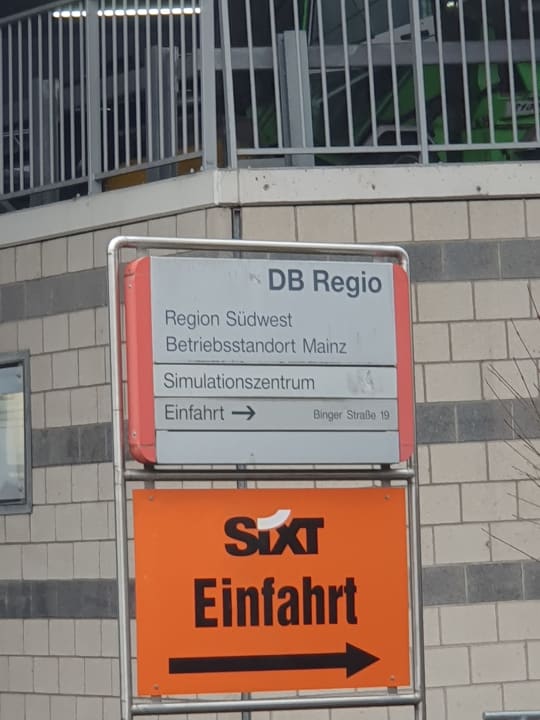 DB Regio
Region Südwest
Betriebsstandort Mainz
Simulationszentrum
Einfahrt → Binger Straße 19
SIXT
Einfahrt